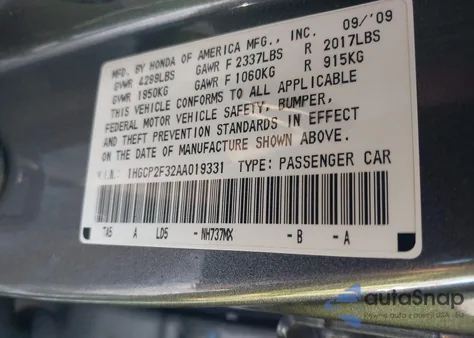 MFD. BY HONDA OF AMERICA MFG., INC. 09/'09
GVWR 4299LBS GAWR F 2337LBS R 2017LBS
GVWR 1950KG GAWR F 1060KG R 915KG
THIS VEHICLE CONFORMS TO ALL APPLICABLE
FEDERAL MOTOR VEHICLE SAFETY, BUMPER,
AND THEFT PREVENTION STANDARDS IN EFFECT
ON THE DATE OF MANUFACTURE SHOWN ABOVE.
V.I.N.: 1HGCP2F32AA019331 TYPE: PASSENGER CAR
TA5 A LD5 -NH737MX -B -A
autoSnap